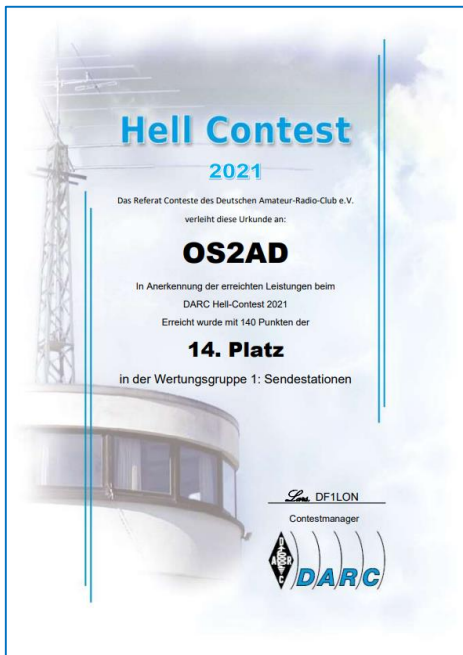 Hell Contest
2021
Das Referat Conteste des Deutschen Amateur-Radio-Club e.V.
verleiht diese Urkunde an:
OS2AD
In Anerkennung der erreichten Leistungen beim
DARC Hell-Contest 2021
Erreicht wurde mit 140 Punkten der
14. Platz
in der Wertungsgruppe 1: Sendestationen
Lars, DF1LON
Contestmanager
DARC
DARC